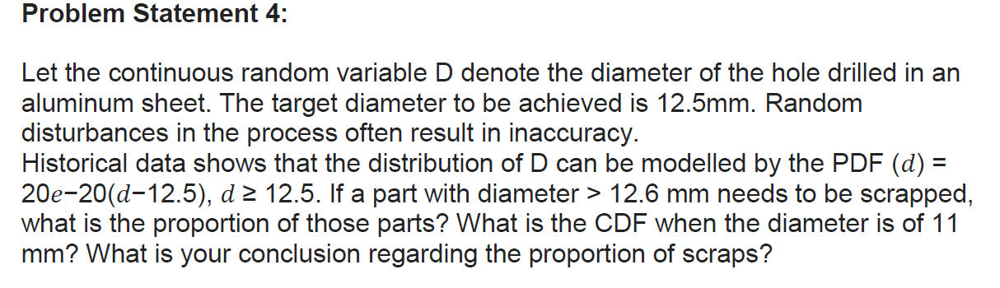 Problem Statement 4:
Let the continuous random variable D denote the diameter of the hole drilled in an
aluminum sheet. The target diameter to be achieved is 12.5mm. Random
disturbances in the process often result in inaccuracy.
Historical data shows that the distribution of D can be modelled by the PDF (𝑑) =
20𝑒−20(𝑑−12.5), 𝑑 ≥ 12.5. If a part with diameter > 12.6 mm needs to be scrapped,
what is the proportion of those parts? What is the CDF when the diameter is of 11
mm? What is your conclusion regarding the proportion of scraps?